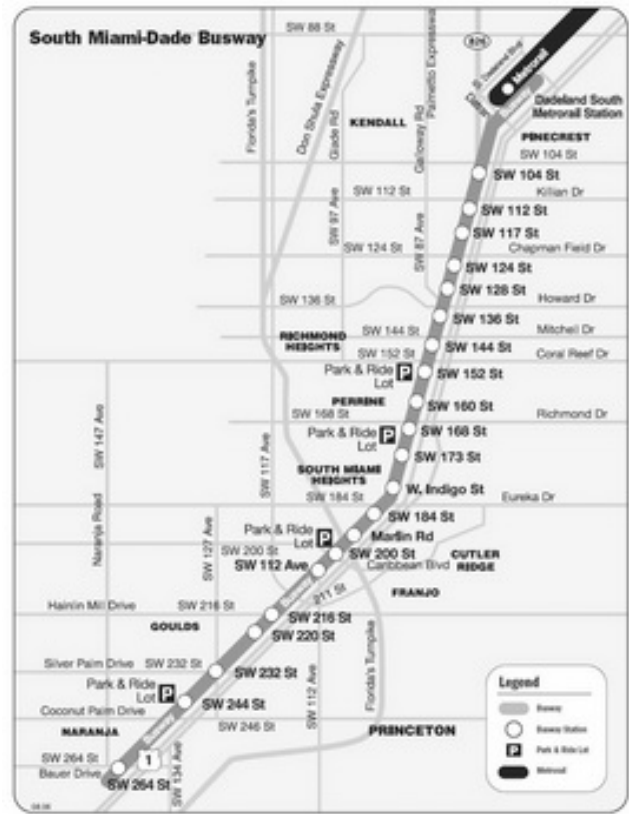 South Miami-Dade Busway
SW 88 St
826
S. Dadeland Blvd
Metrorail
Busway
Dadeland South
Metrorail Station
Florida's Turnpike
Don Shula Expressway
Glade Rd
Galloway Rd
Palmetto Expressway
KENDALL
PINECREST
SW 104 St
SW 104 St
SW 97 Ave
SW 112 St
SW 87 Ave
Killian Dr
SW 112 St
SW 117 St
SW 124 St
Chapman Field Dr
SW 124 St
SW 128 St
SW 136 St
Howard Dr
SW 136 St
RICHMOND
HEIGHTS
SW 144 St
Mitchell Dr
SW 144 St
SW 152 St
Coral Reef Dr
Park & Ride
Lot
P
SW 152 St
PERRINE
SW 160 St
SW 147 Ave
SW 117 Ave
SW 168 St
Richmond Dr
Park & Ride
Lot
P
SW 168 St
SW 173 St
SOUTH MIAMI
HEIGHTS
W. Indigo St
SW 184 St
Eureka Dr
Naranja Road
SW 127 Ave
SW 184 St
Park & Ride
Lot
P
Marlin Rd
SW 200 St
SW 200 St
CUTLER
RIDGE
SW 112 Ave
Caribbean Blvd
Busway
211 St
FRANJO
Hainlin Mill Drive
SW 216 St
SW 216 St
GOULDS
SW 220 St
Silver Palm Drive
SW 232 St
SW 232 St
SW 112 Ave
Florida's Turnpike
Park & Ride
Lot
P
SW 244 St
Coconut Palm Drive
Busway
SW 246 St
NARANJA
PRINCETON
1
SW 264 St
Bauer Drive
SW 264 St
SW 134 Ave
Legend
Busway
Busway Station
P
Park & Ride Lot
Metrorail